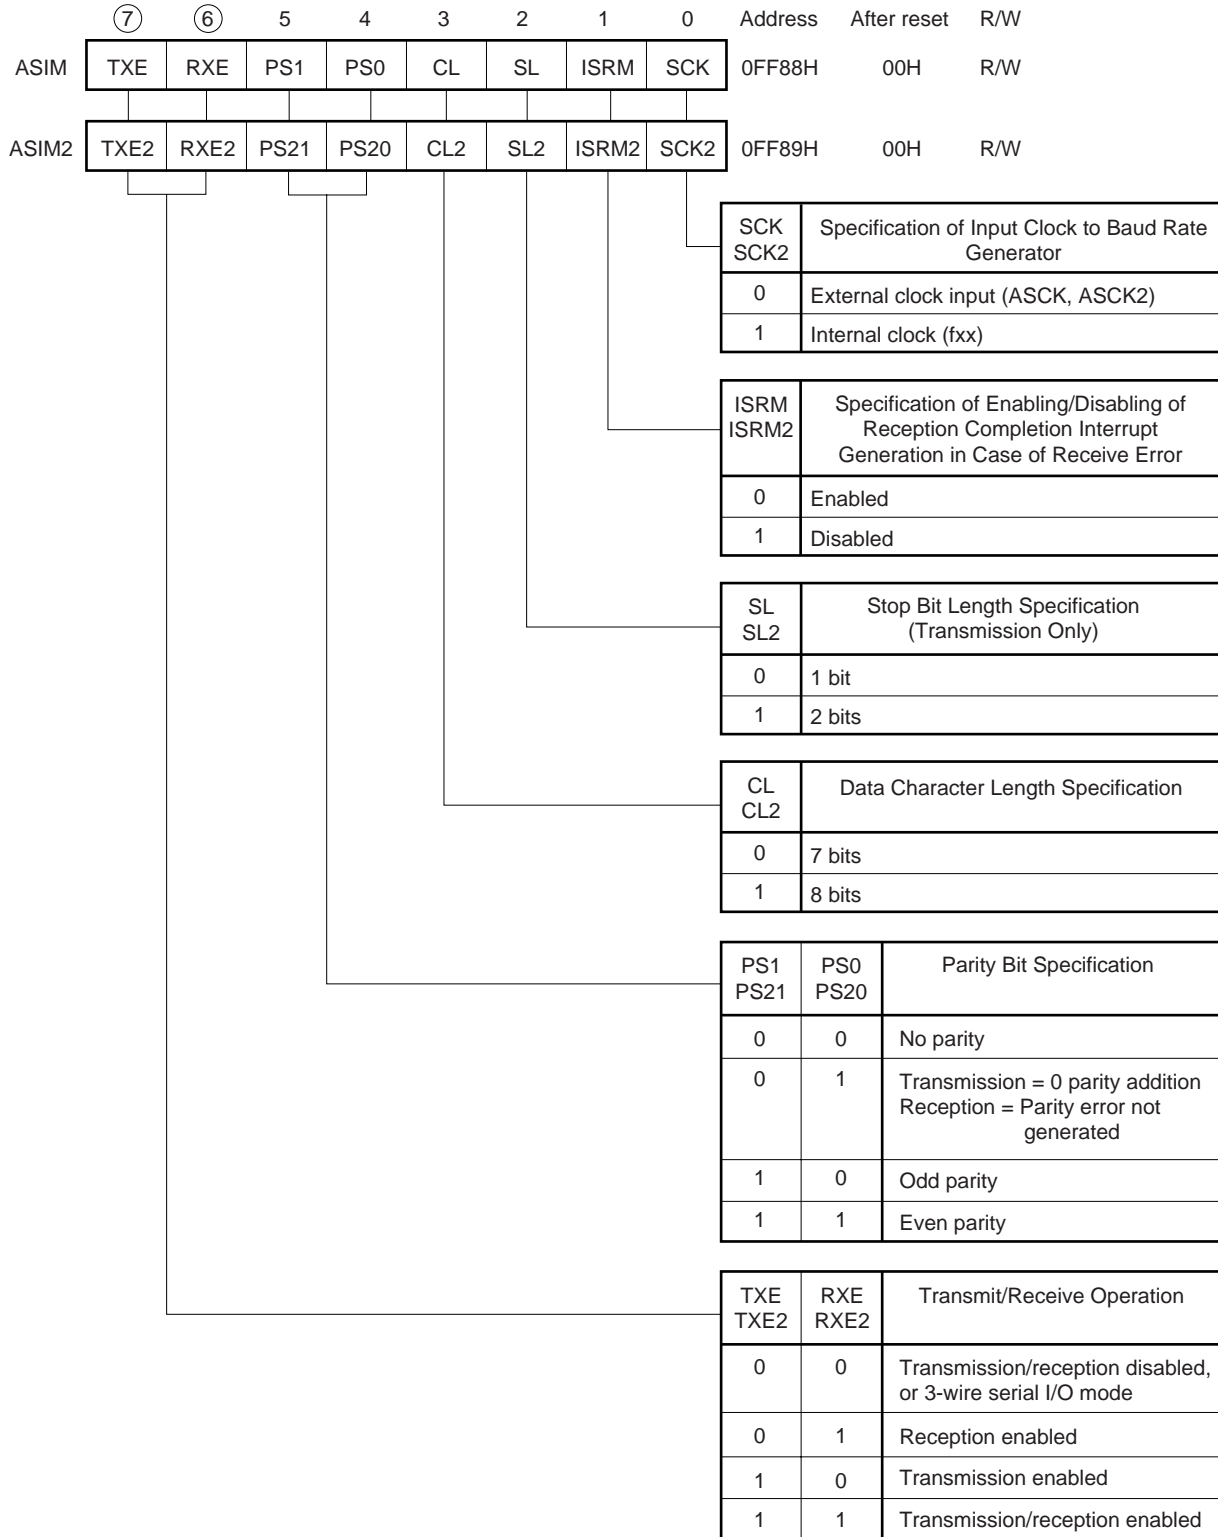 7 6 5 4 3 2 1 0 Address After reset R/W
ASIM TXE RXE PS1 PS0 CL SL ISRM SCK 0FF88H 00H R/W
ASIM2 TXE2 RXE2 PS21 PS20 CL2 SL2 ISRM2 SCK2 0FF89H 00H R/W
SCK Specification of Input Clock to Baud Rate
SCK2 Generator
0 External clock input (ASCK, ASCK2)
1 Internal clock (fxx)
ISRM Specification of Enabling/Disabling of
ISRM2 Reception Completion Interrupt
Generation in Case of Receive Error
0 Enabled
1 Disabled
SL Stop Bit Length Specification
SL2 (Transmission Only)
0 1 bit
1 2 bits
CL Data Character Length Specification
CL2
0 7 bits
1 8 bits
PS1 PS0 Parity Bit Specification
PS21 PS20
0 0 No parity
0 1 Transmission = 0 parity addition
Reception = Parity error not
generated
1 0 Odd parity
1 1 Even parity
TXE RXE Transmit/Receive Operation
TXE2 RXE2
0 0 Transmission/reception disabled,
or 3-wire serial I/O mode
0 1 Reception enabled
1 0 Transmission enabled
1 1 Transmission/reception enabled